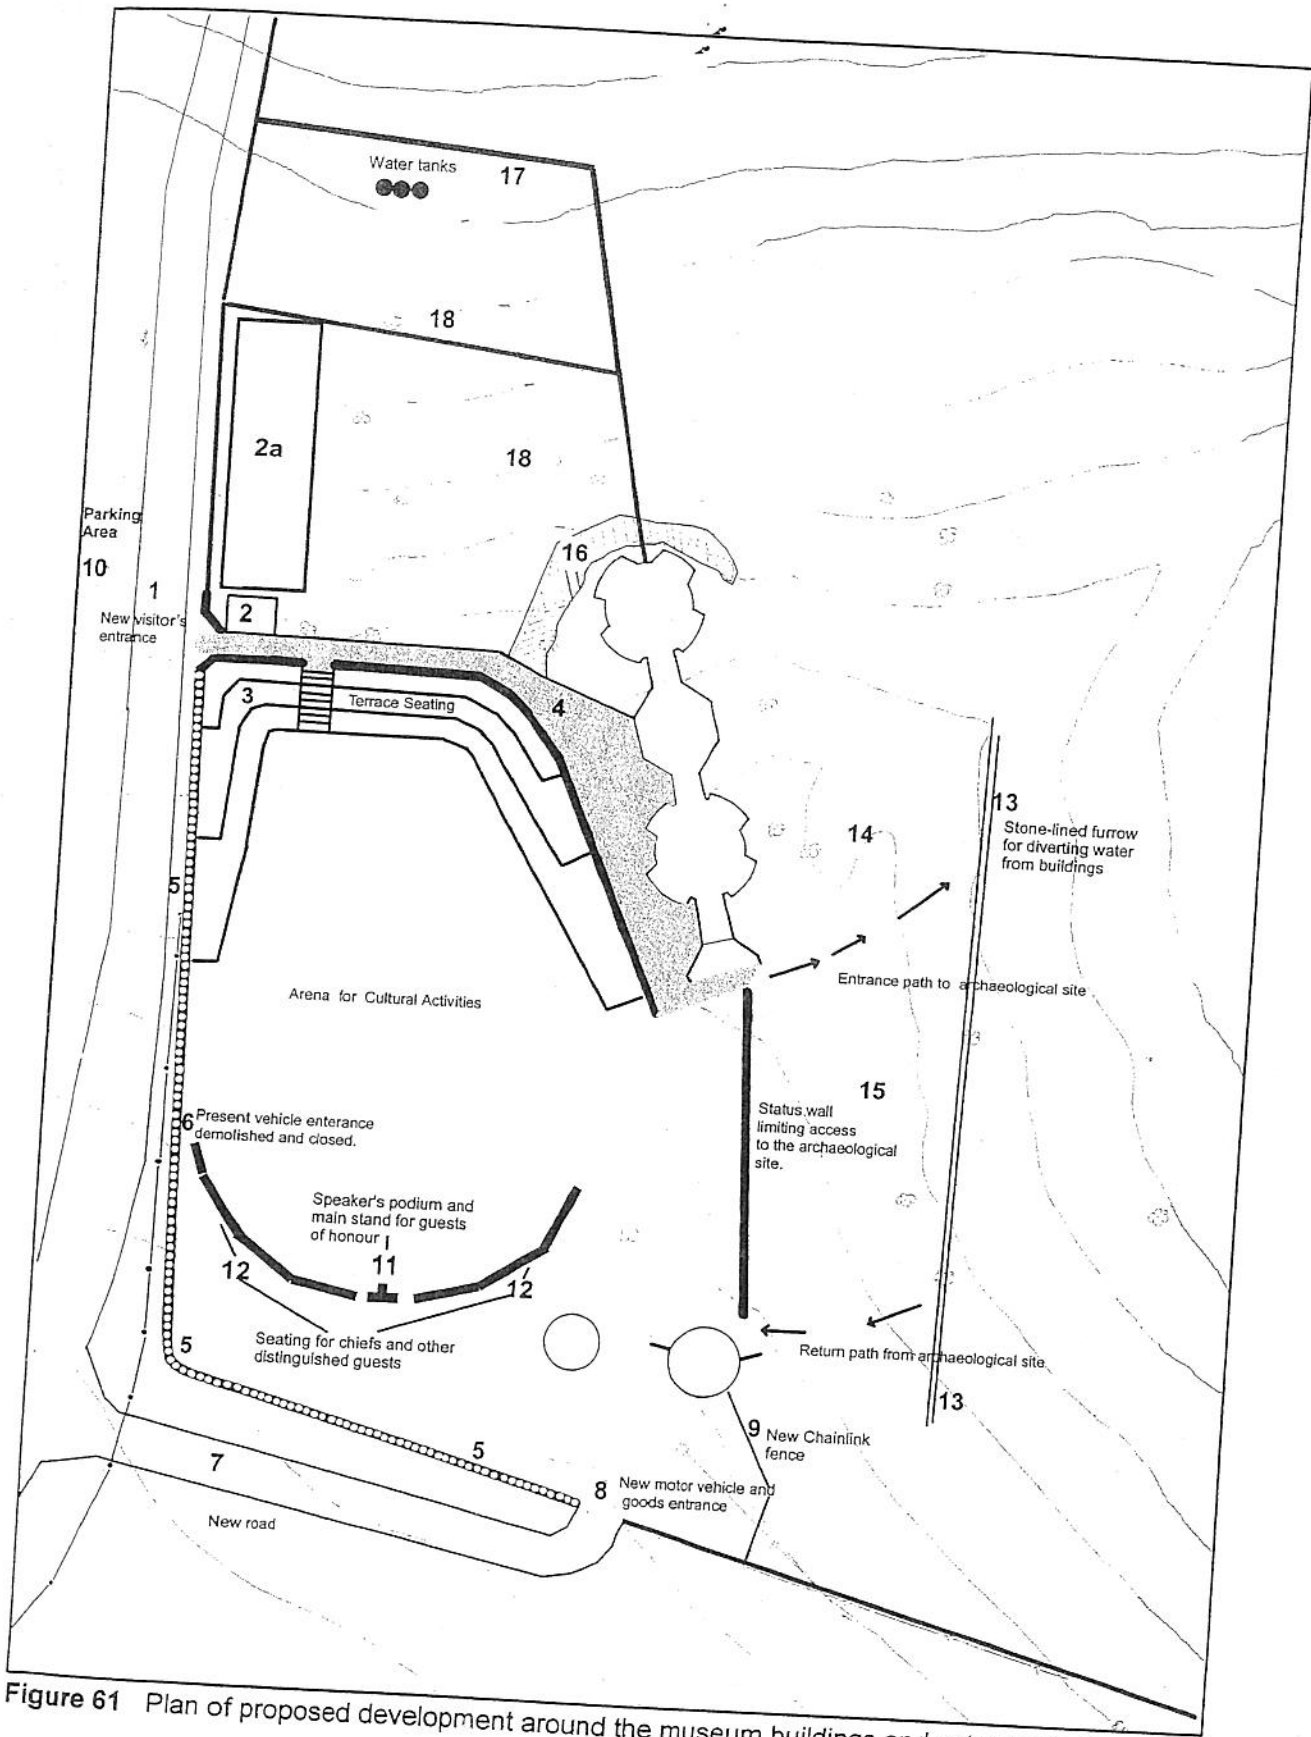 Water tanks
17
18
2a
18
Parking
Area
10
16
1
New visitor's
entrance
2
3
Terrace Seating
4
13
Stone-lined furrow
for diverting water
from buildings
14
5
Entrance path to archaeological site
Arena for Cultural Activities
15
6
Present vehicle enterance
demolished and closed.
Status wall
limiting access
to the archaeological
site.
Speaker's podium and
main stand for guests
of honour
11
12
12
Seating for chiefs and other
distinguished guests
5
Return path from archaeological site
13
9
New Chainlink
fence
5
7
8
New motor vehicle and
goods entrance
New road
Figure 61 Plan of proposed development around the museum buildings